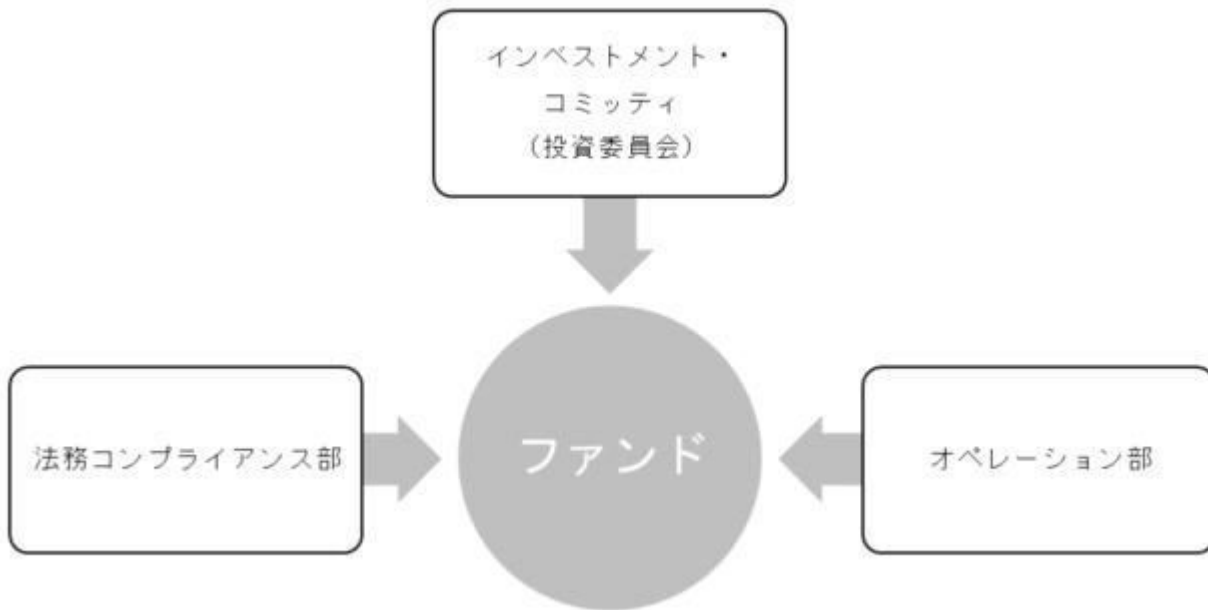 インベストメント・
コミッティ
(投資委員会)
法務コンプライアンス部
ファンド
オペレーション部